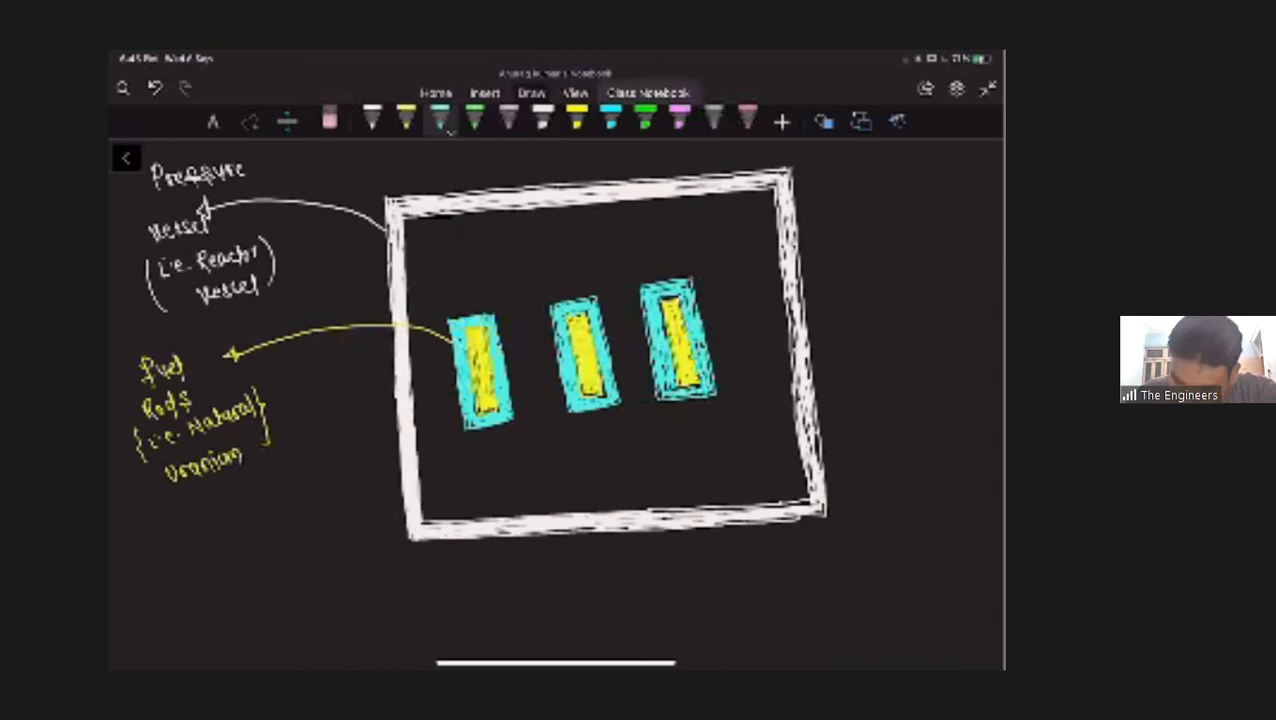 Home Insert Draw View Class Notebook
Pressure
Vessel
(i.e. Reactor
Vessel)
Fuel
Rods
{i.e. Natural}
Uranium
The Engineers